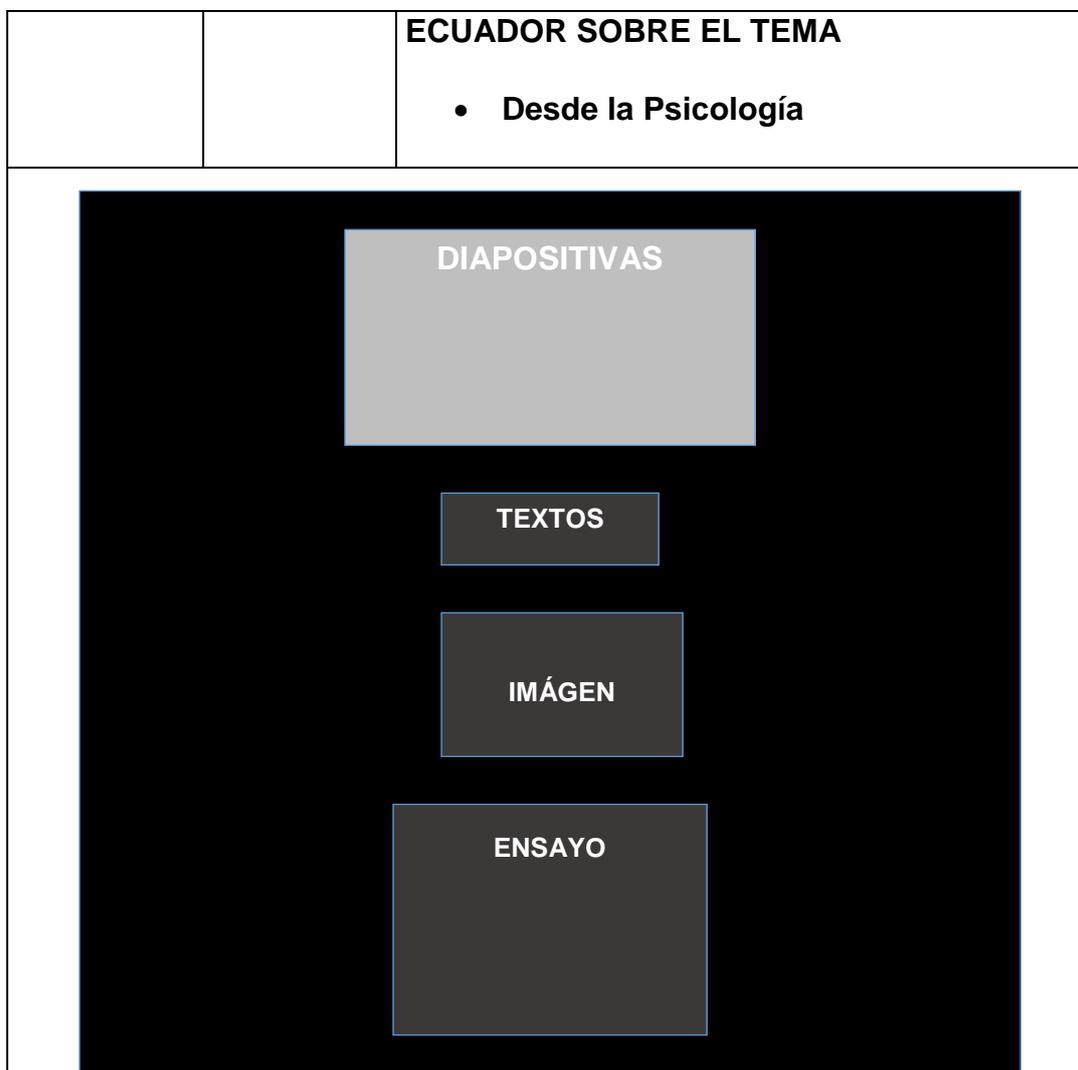 ECUADOR SOBRE EL TEMA
• Desde la Psicología
DIAPOSITIVAS
TEXTOS
IMÁGEN
ENSAYO